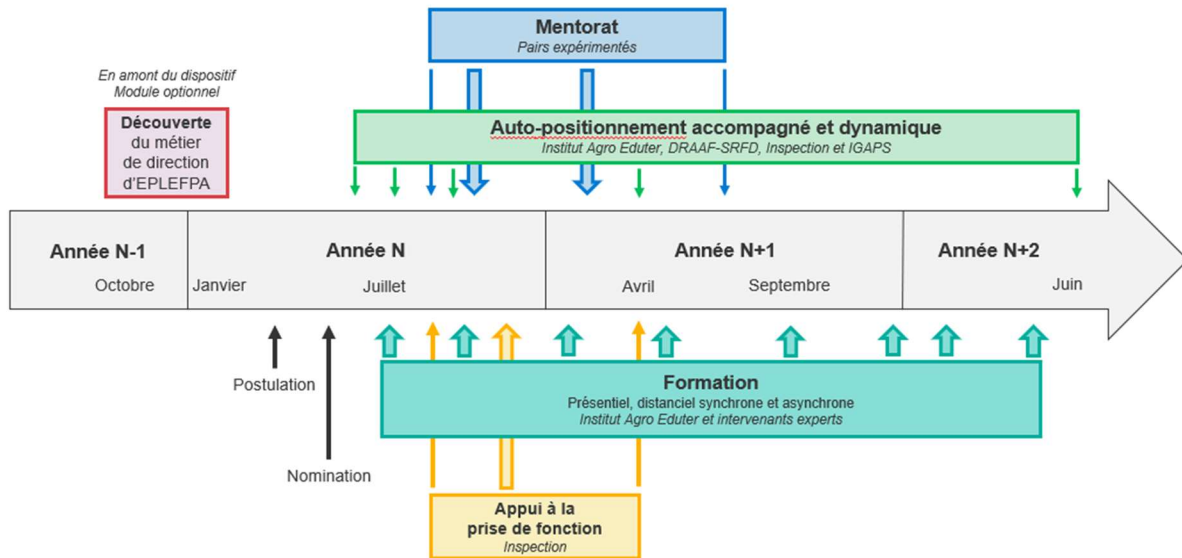 Mentorat
Pairs expérimentés
En amont du dispositif
Module optionnel
Découverte
du métier
de direction
d'EPLEFPA
Auto-positionnement accompagné et dynamique
Institut Agro Eduter, DRAAF-SRFD, Inspection et IGAPS
Année N-1
Année N
Année N+1
Année N+2
Octobre
Janvier
Juillet
Avril
Septembre
Juin
Postulation
Nomination
Formation
Présentiel, distanciel synchrone et asynchrone
Institut Agro Eduter et intervenants experts
Appui à la
prise de fonction
Inspection